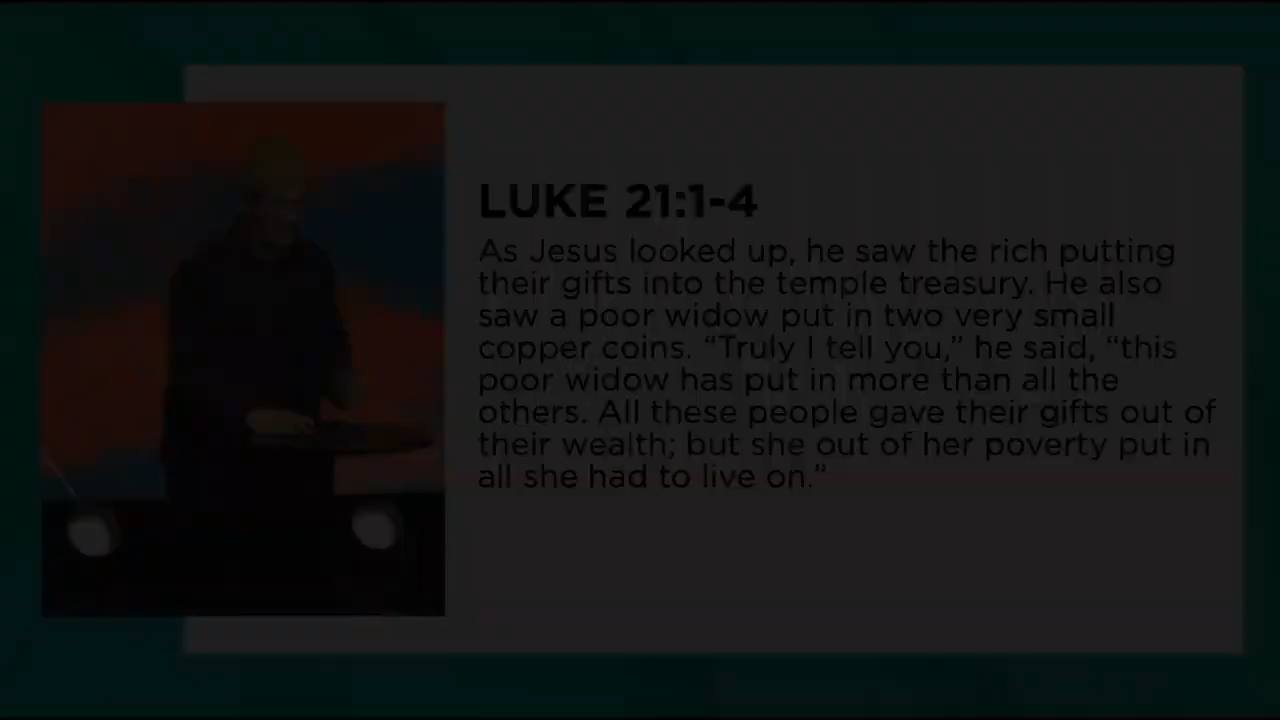 LUKE 21:1-4
As Jesus looked up, he saw the rich putting
their gifts into the temple treasury. He also
saw a poor widow put in two very small
copper coins. “Truly I tell you,” he said, “this
poor widow has put in more than all the
others. All these people gave their gifts out of
their wealth; but she out of her poverty put in
all she had to live on.”